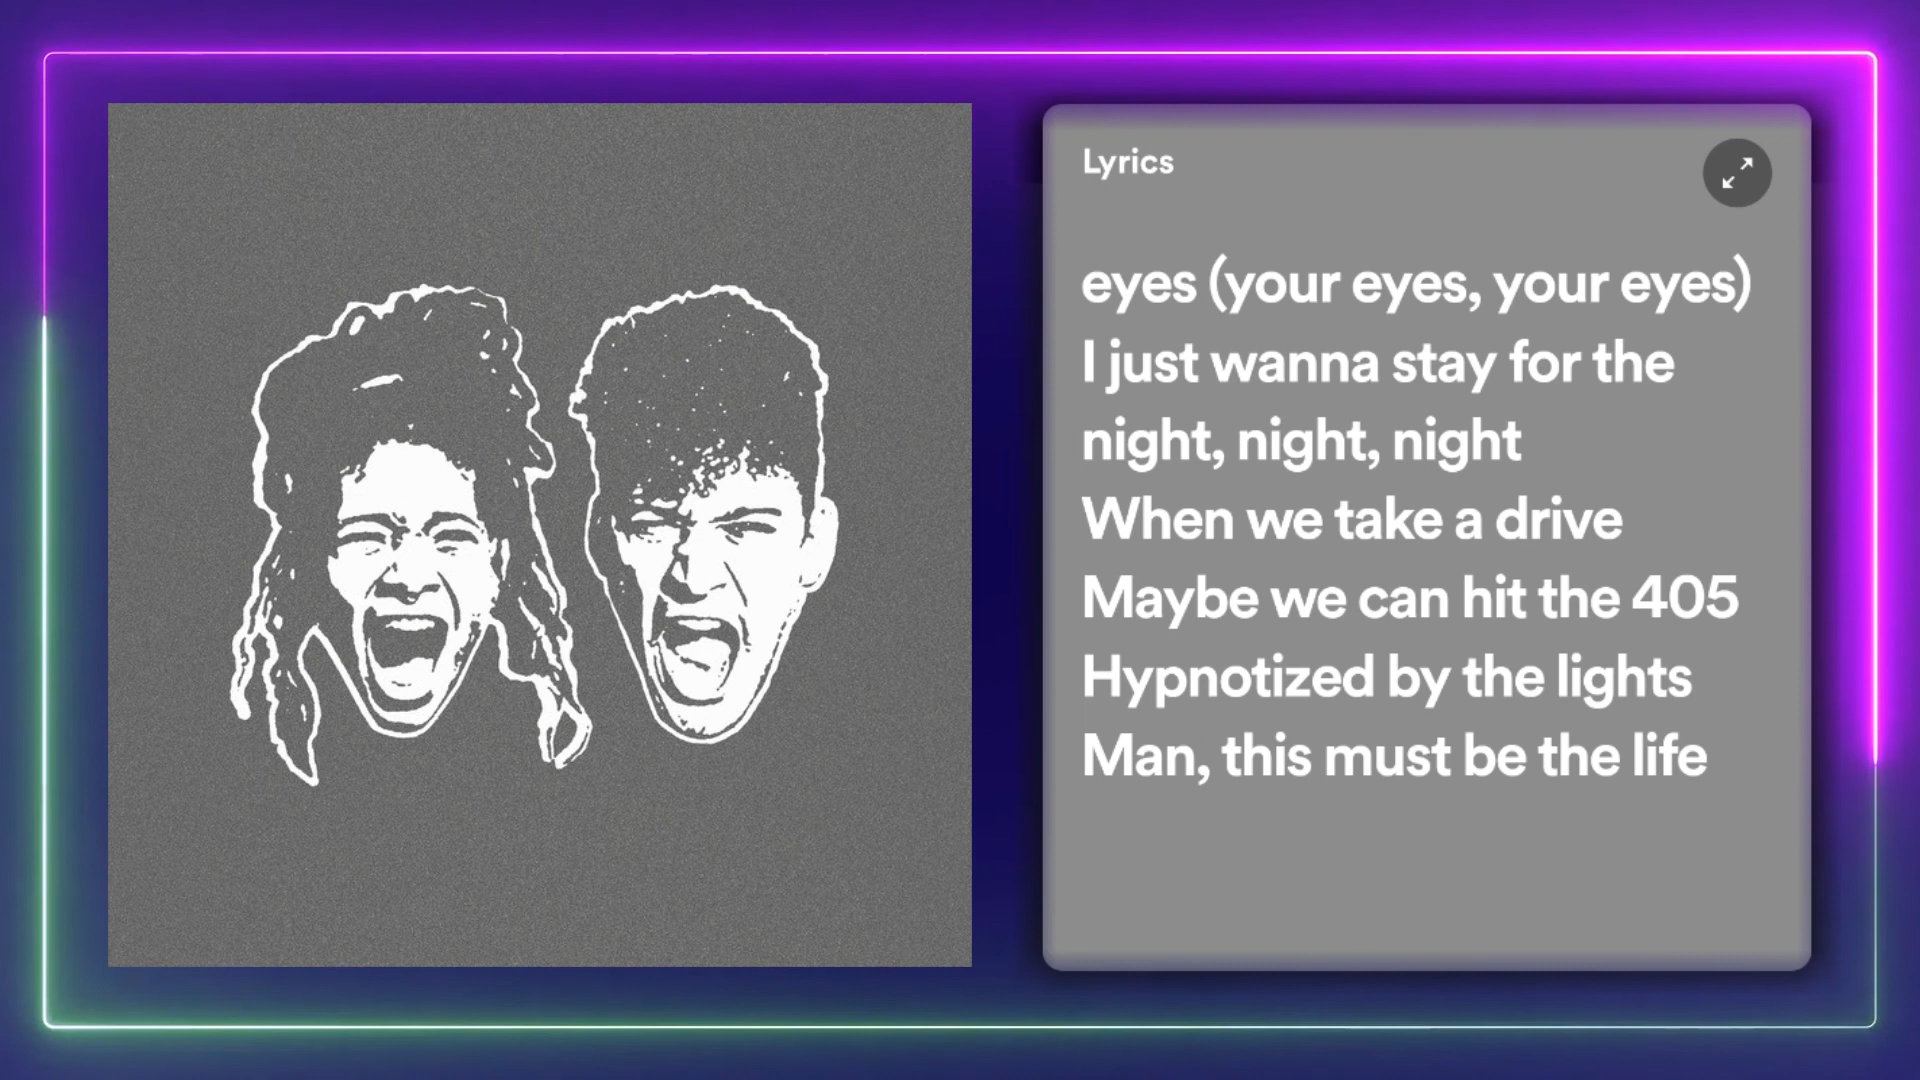 Lyrics
eyes (your eyes, your eyes)
I just wanna stay for the
night, night, night
When we take a drive
Maybe we can hit the 405
Hypnotized by the lights
Man, this must be the life